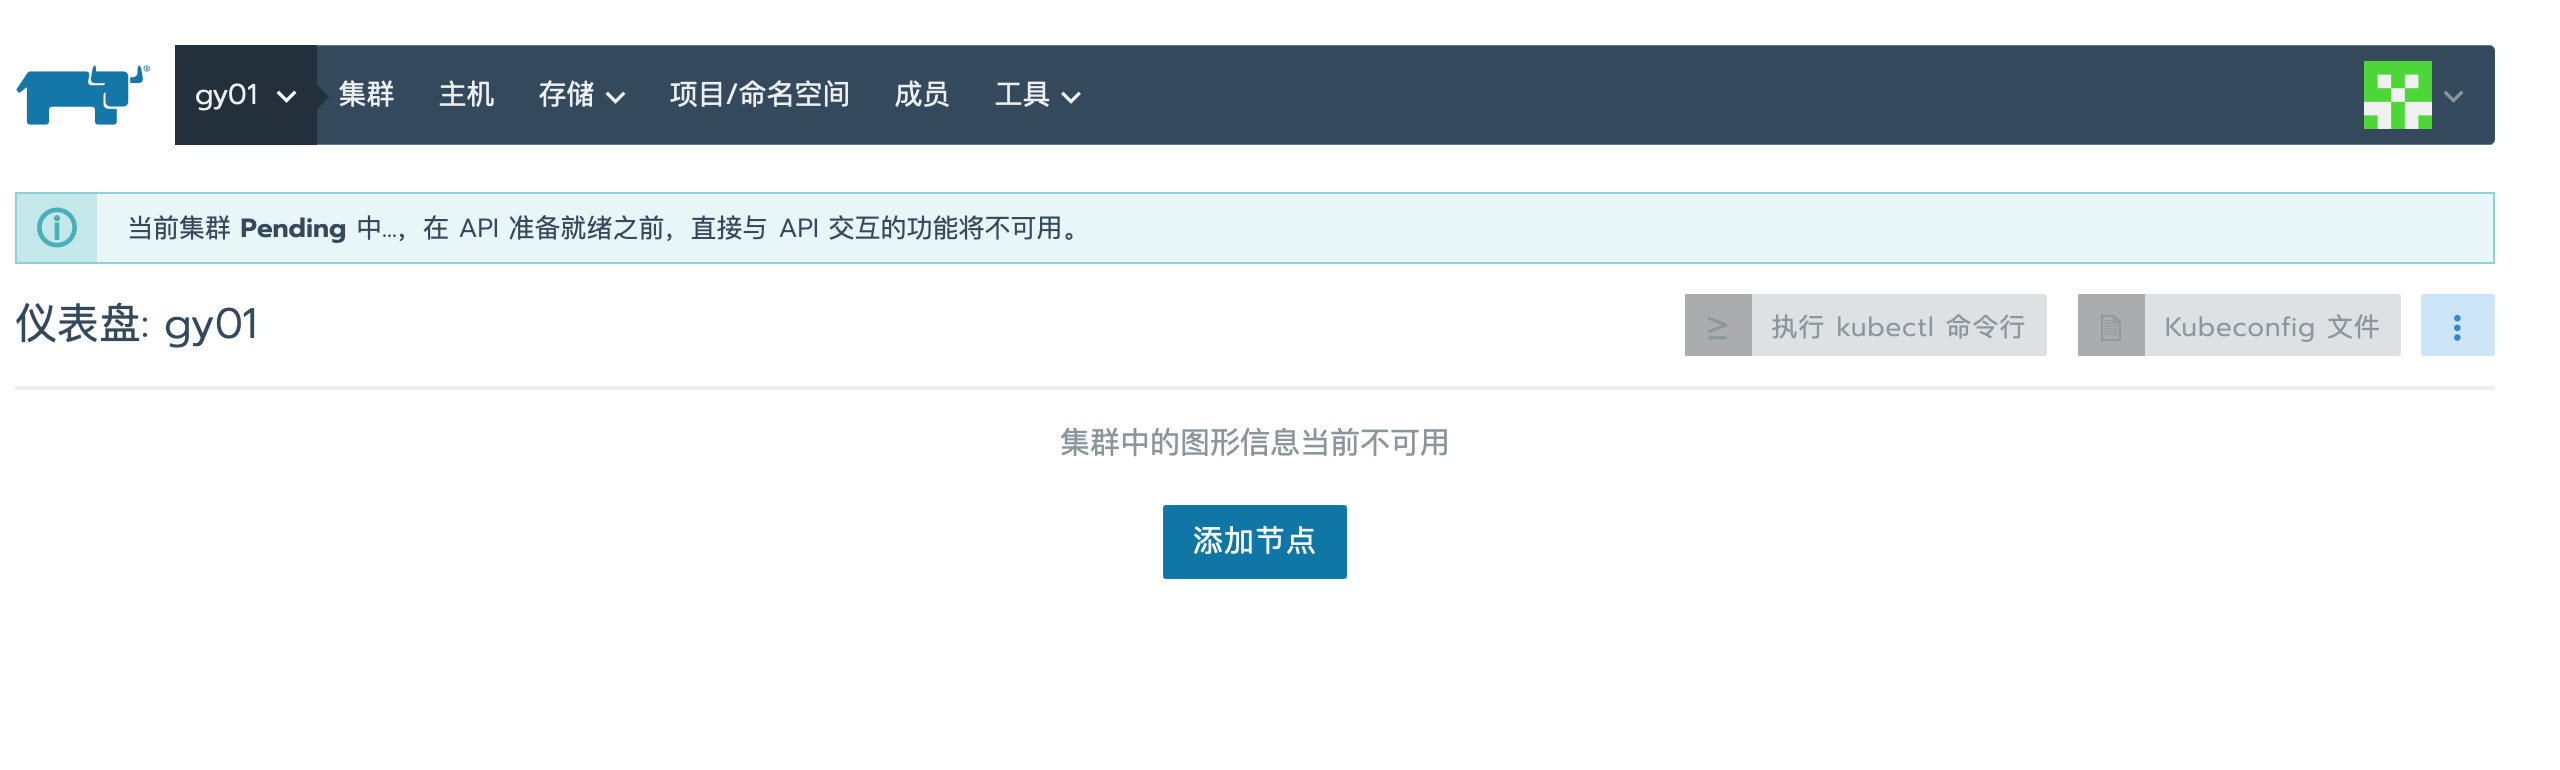 gy01 集群 主机 存储 项目/命名空间 成员 工具
当前集群 Pending 中...，在 API 准备就绪之前，直接与 API 交互的功能将不可用。
仪表盘: gy01 执行 kubectl 命令行 Kubeconfig 文件
集群中的图形信息当前不可用
添加节点